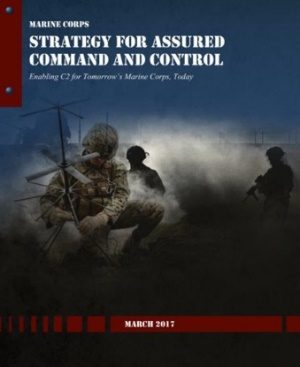 MARINE CORPS
STRATEGY FOR ASSURED
COMMAND AND CONTROL
Enabling C2 for Tomorrow's Marine Corps, Today
MARCH 2017